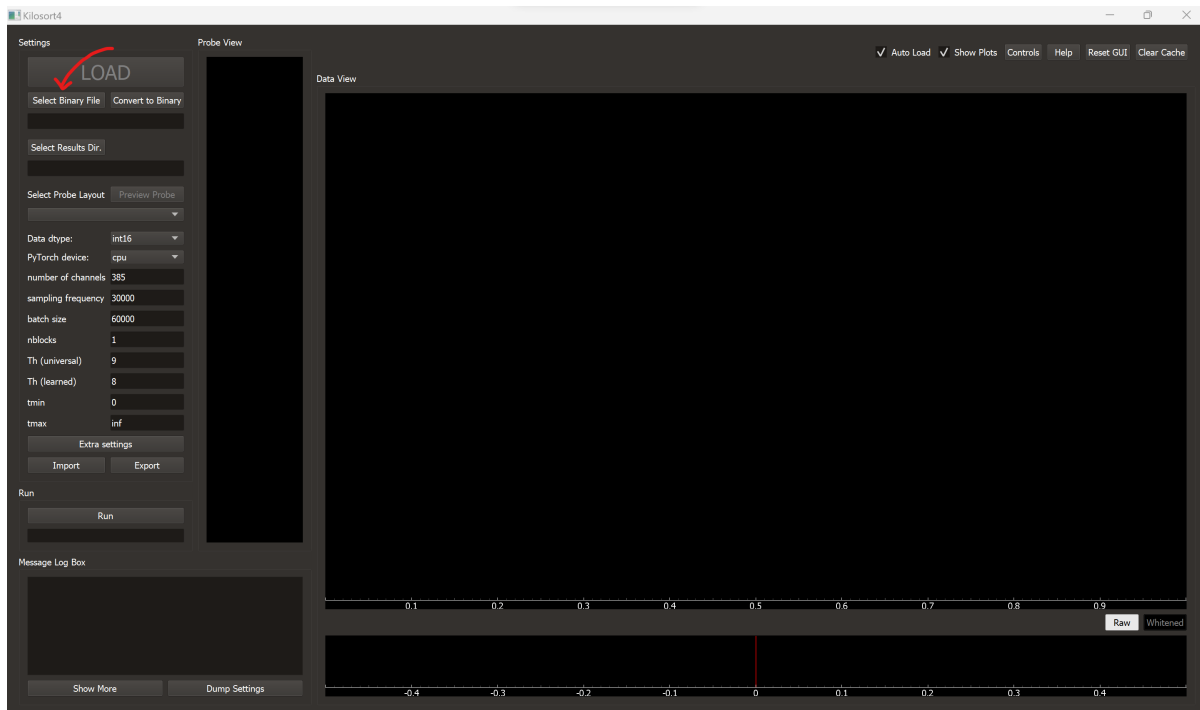 Kilosort4
Settings
Probe View
Auto Load Show Plots Controls Help Reset GUI Clear Cache
LOAD
Data View
Select Binary File Convert to Binary
Select Results Dir.
Select Probe Layout Preview Probe
Data dtype: int16
PyTorch device: cpu
number of channels 385
sampling frequency 30000
batch size 60000
nblocks 1
Th (universal) 9
Th (learned) 8
tmin 0
tmax inf
Extra settings
Import Export
Run
Run
Message Log Box
0.1 0.2 0.3 0.4 0.5 0.6 0.7 0.8 0.9
Raw Whitened
Show More Dump Settings
-0.4 -0.3 -0.2 -0.1 0 0.1 0.2 0.3 0.4